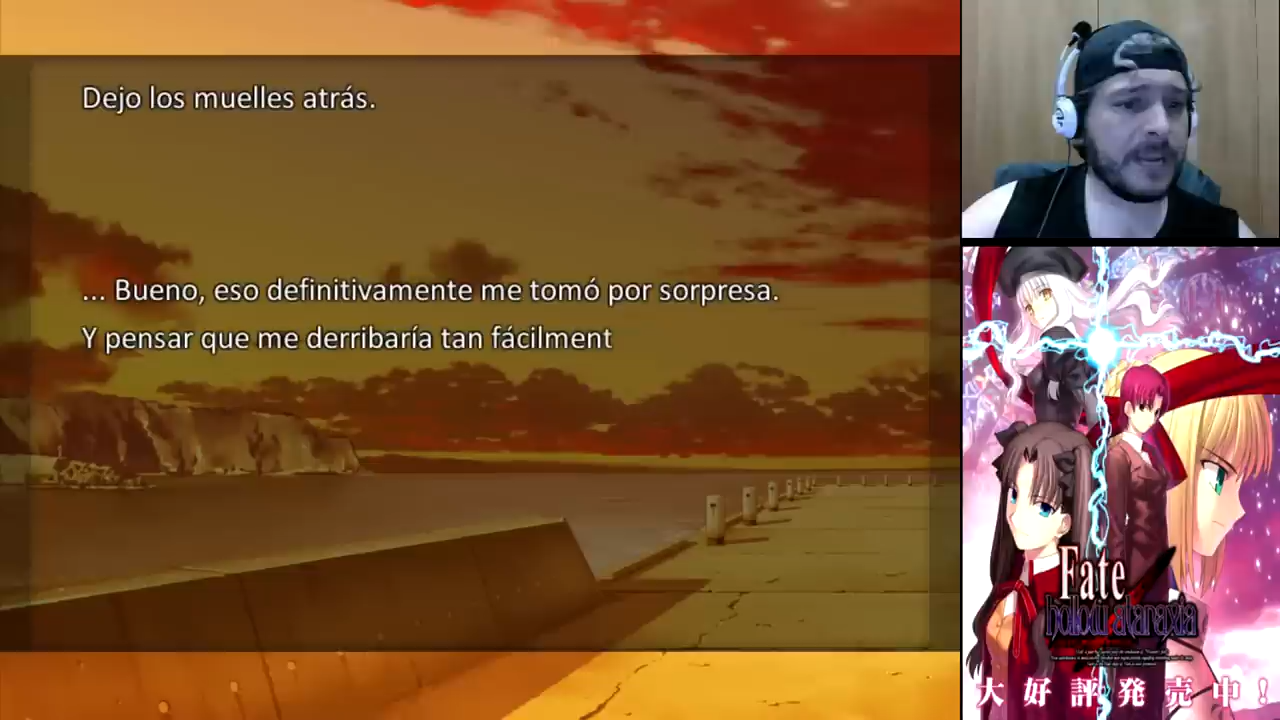 Dejo los muelles atrás.
... Bueno, eso definitivamente me tomó por sorpresa.
Y pensar que me derribaría tan fácilment
Fate
hollow ataraxia
大好評発売中!